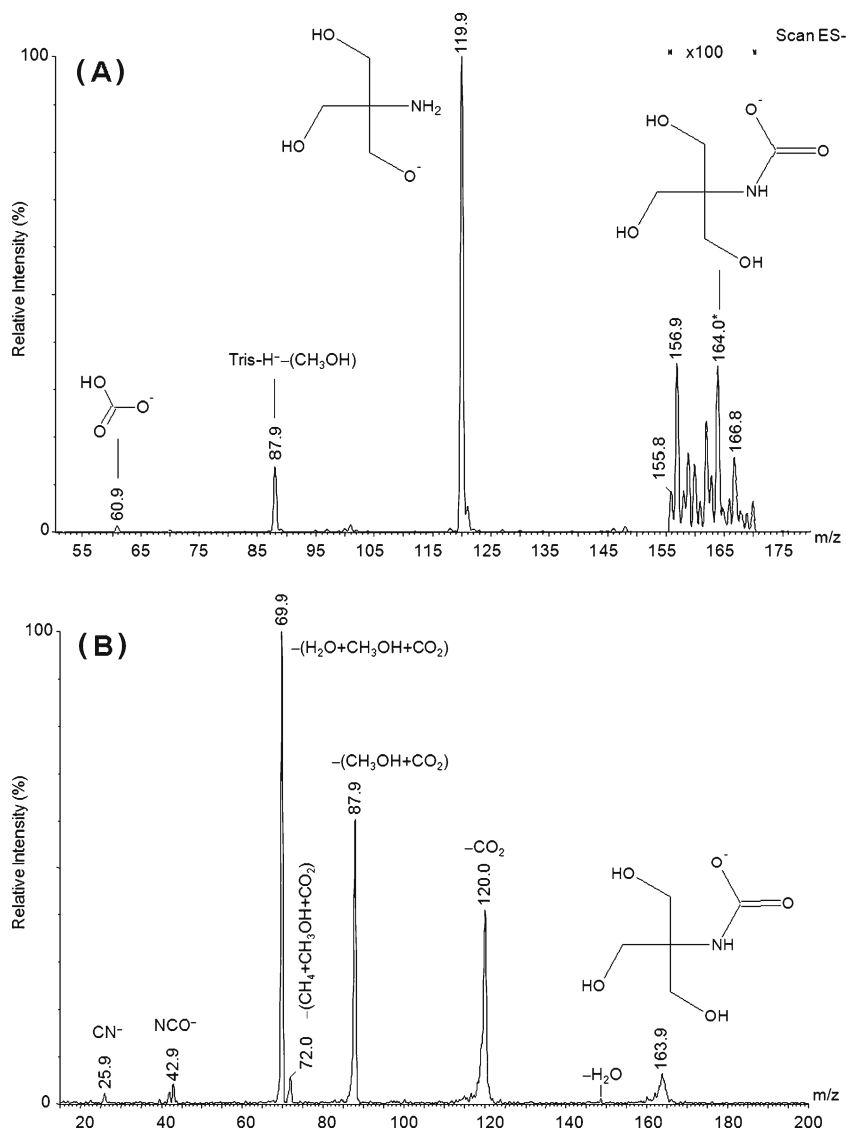 Scan ES-
(A)
119.9
x100
100
HO
NH2
HO
O-
O-
HO
O
NH
HO
OH
Relative Intensity (%)
Tris-H-–(CH3OH)
HO
O-
O
60.9
87.9
155.8
156.9
164.0*
166.8
0
55 65 75 85 95 105 115 125 135 145 155 165 175 m/z
(B)
69.9
100
–(H2O+CH3OH+CO2)
–(CH3OH+CO2)
87.9
–CO2
120.0
–(CH4+CH3OH+CO2)
72.0
O-
HO
O
NH
HO
OH
Relative Intensity (%)
CN-
25.9
NCO-
42.9
–H2O
163.9
0
m/z
20 40 60 80 100 120 140 160 180 200